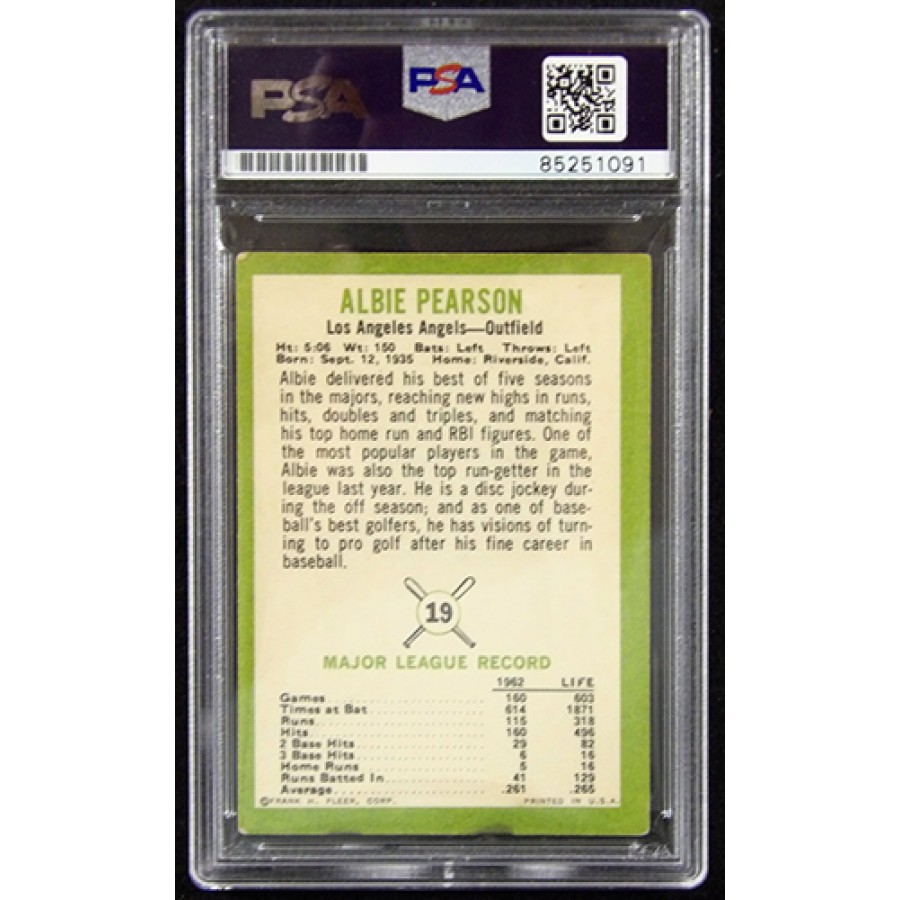 PSA
PSA
85251091
ALBIE PEARSON
Los Angeles Angels—Outfield
Ht: 5:06 Wt: 150 Bats: Left Throws: Left
Born: Sept. 12, 1935 Home: Riverside, Calif.
Albie delivered his best of five seasons
in the majors, reaching new highs in runs,
hits, doubles and triples, and matching
his top home run and RBI figures. One of
the most popular players in the game,
Albie was also the top run-getter in the
league last year. He is a disc jockey dur-
ing the off season; and as one of base-
ball's best golfers, he has visions of turn-
ing to pro golf after his fine career in
baseball.
19
MAJOR LEAGUE RECORD
1962 LIFE
Games 160 603
Times at Bat 614 1871
Runs 115 318
Hits 160 496
2 Base Hits 29 82
3 Base Hits 6 16
Home Runs 5 16
Runs Batted In 41 129
Average .261 .265
©FRANK H. FLEER, CORP. PRINTED IN U.S.A.